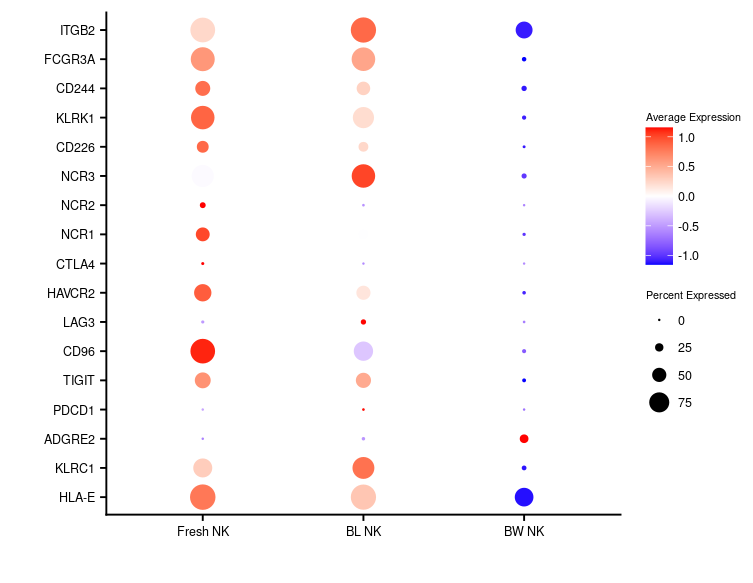 ITGB2
FCGR3A
CD244
KLRK1
CD226
NCR3
NCR2
NCR1
CTLA4
HAVCR2
LAG3
CD96
TIGIT
PDCD1
ADGRE2
KLRC1
HLA-E
Fresh NK
BL NK
BW NK
Average Expression
1.0
0.5
0.0
-0.5
-1.0
Percent Expressed
0
25
50
75